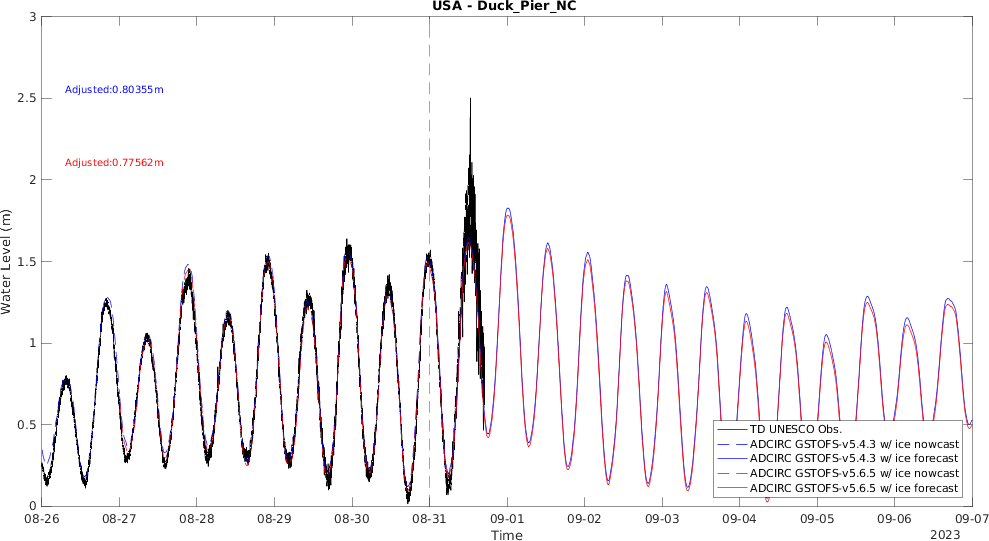 USA - Duck_Pier_NC
3
2.5
2
1.5
1
0.5
0
Water Level (m)
Adjusted:0.80355m
Adjusted:0.77562m
TD UNESCO Obs.
ADCIRC GSTOFS-v5.4.3 w/ ice nowcast
ADCIRC GSTOFS-v5.4.3 w/ ice forecast
ADCIRC GSTOFS-v5.6.5 w/ ice nowcast
ADCIRC GSTOFS-v5.6.5 w/ ice forecast
08-26 08-27 08-28 08-29 08-30 08-31 09-01 09-02 09-03 09-04 09-05 09-06 09-07
Time
2023